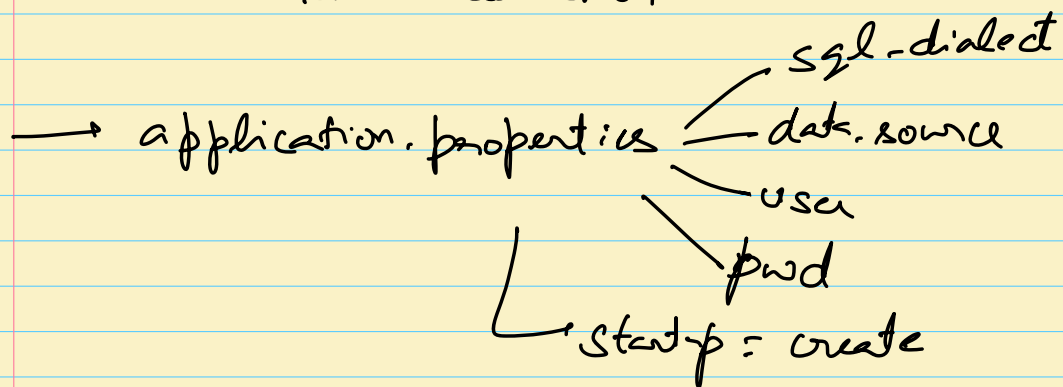 sql-dialect
→ application.properties
data.source
user
pwd
startup = create